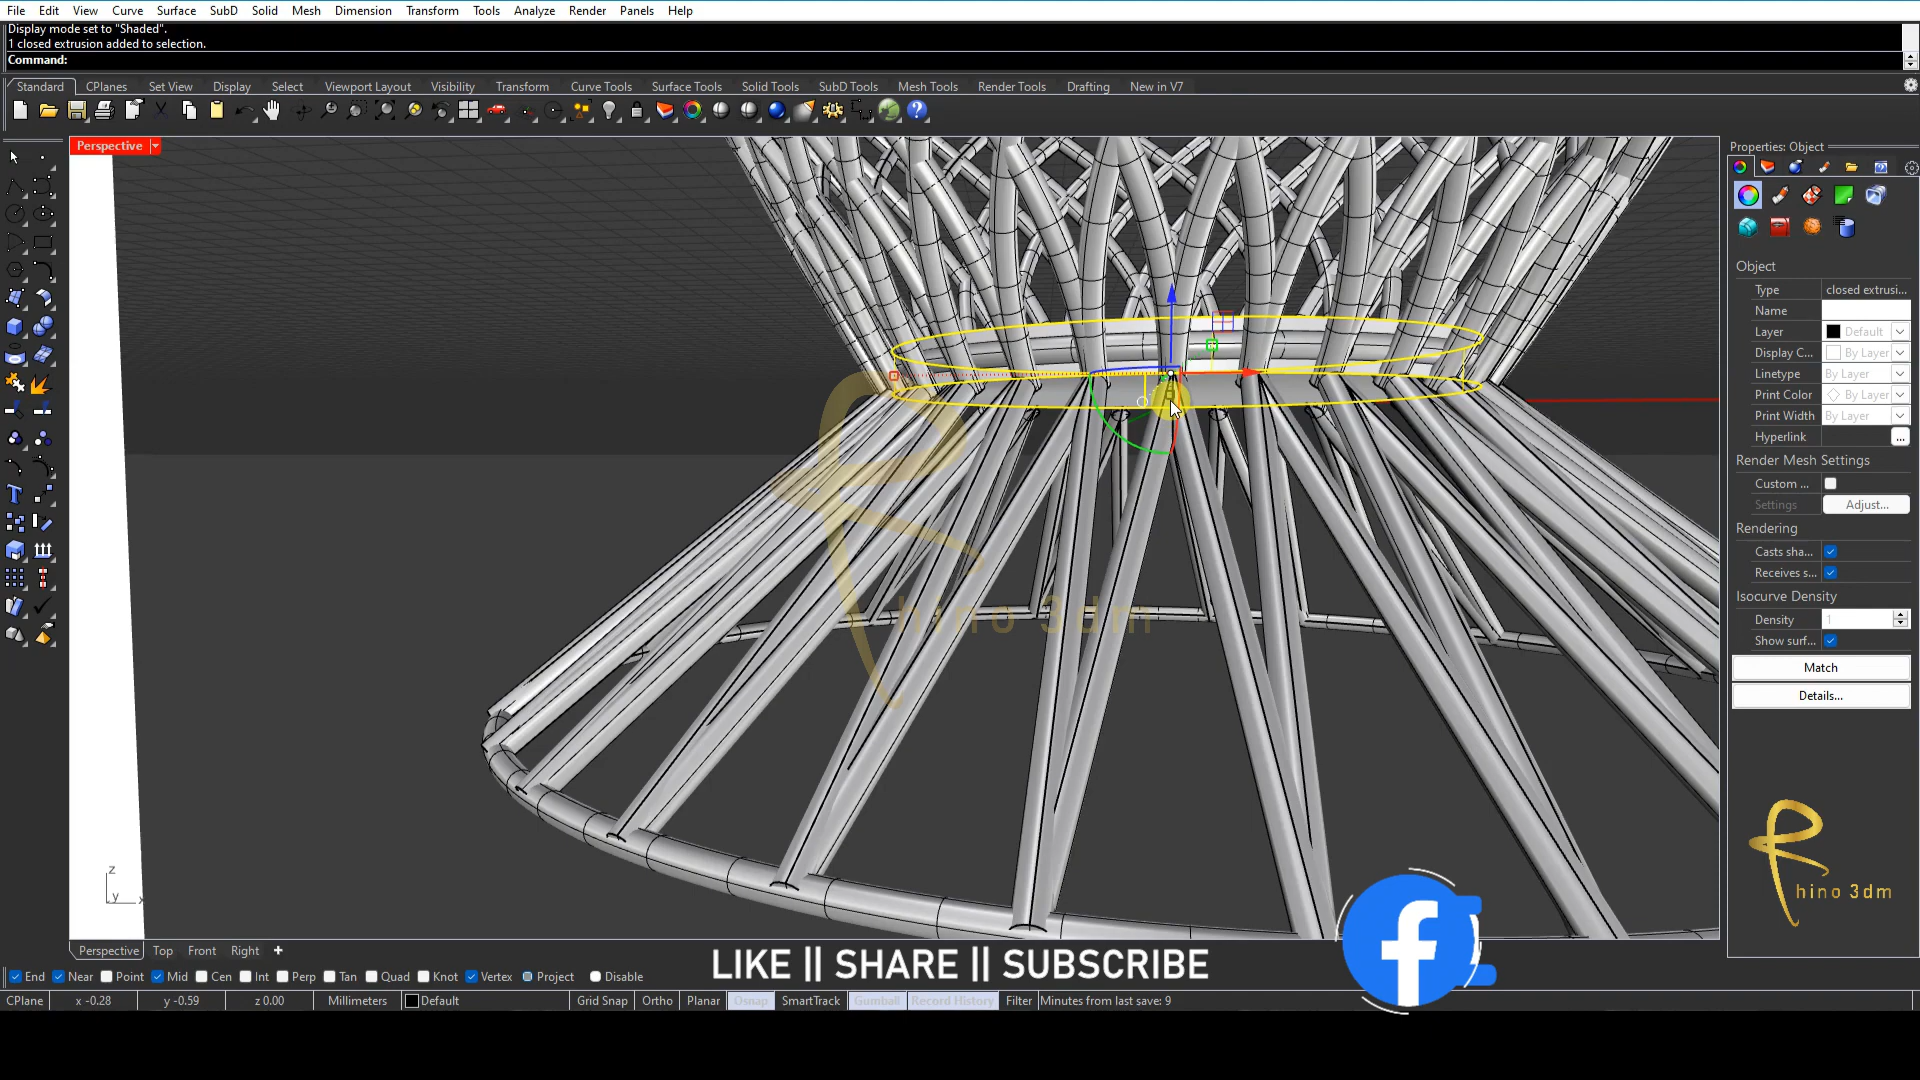 File Edit View Curve Surface SubD Solid Mesh Dimension Transform Tools Analyze Render Panels Help
Display mode set to "Shaded".
1 closed extrusion added to selection.
Command:
Standard CPlanes Set View Display Select Viewport Layout Visibility Transform Curve Tools Surface Tools Solid Tools SubD Tools Mesh Tools Render Tools Drafting New in V7
Perspective
Properties: Object
Object
Type closed extrusi...
Name
Layer Default
Display C... By Layer
Linetype By Layer
Print Color By Layer
Print Width By Layer
Hyperlink ...
Render Mesh Settings
Custom ...
Settings Adjust...
Rendering
Casts sha...
Receives s...
Isocurve Density
Density 1
Show surf...
Match
Details...
Rhino 3dm
Rhino 3dm
z
y x
Perspective Top Front Right
LIKE || SHARE || SUBSCRIBE
f
End Near Point Mid Cen Int Perp Tan Quad Knot Vertex Project Disable
CPlane x -0.28 y -0.59 z 0.00 Millimeters Default Grid Snap Ortho Planar Osnap SmartTrack Gumball Record History Filter Minutes from last save: 9